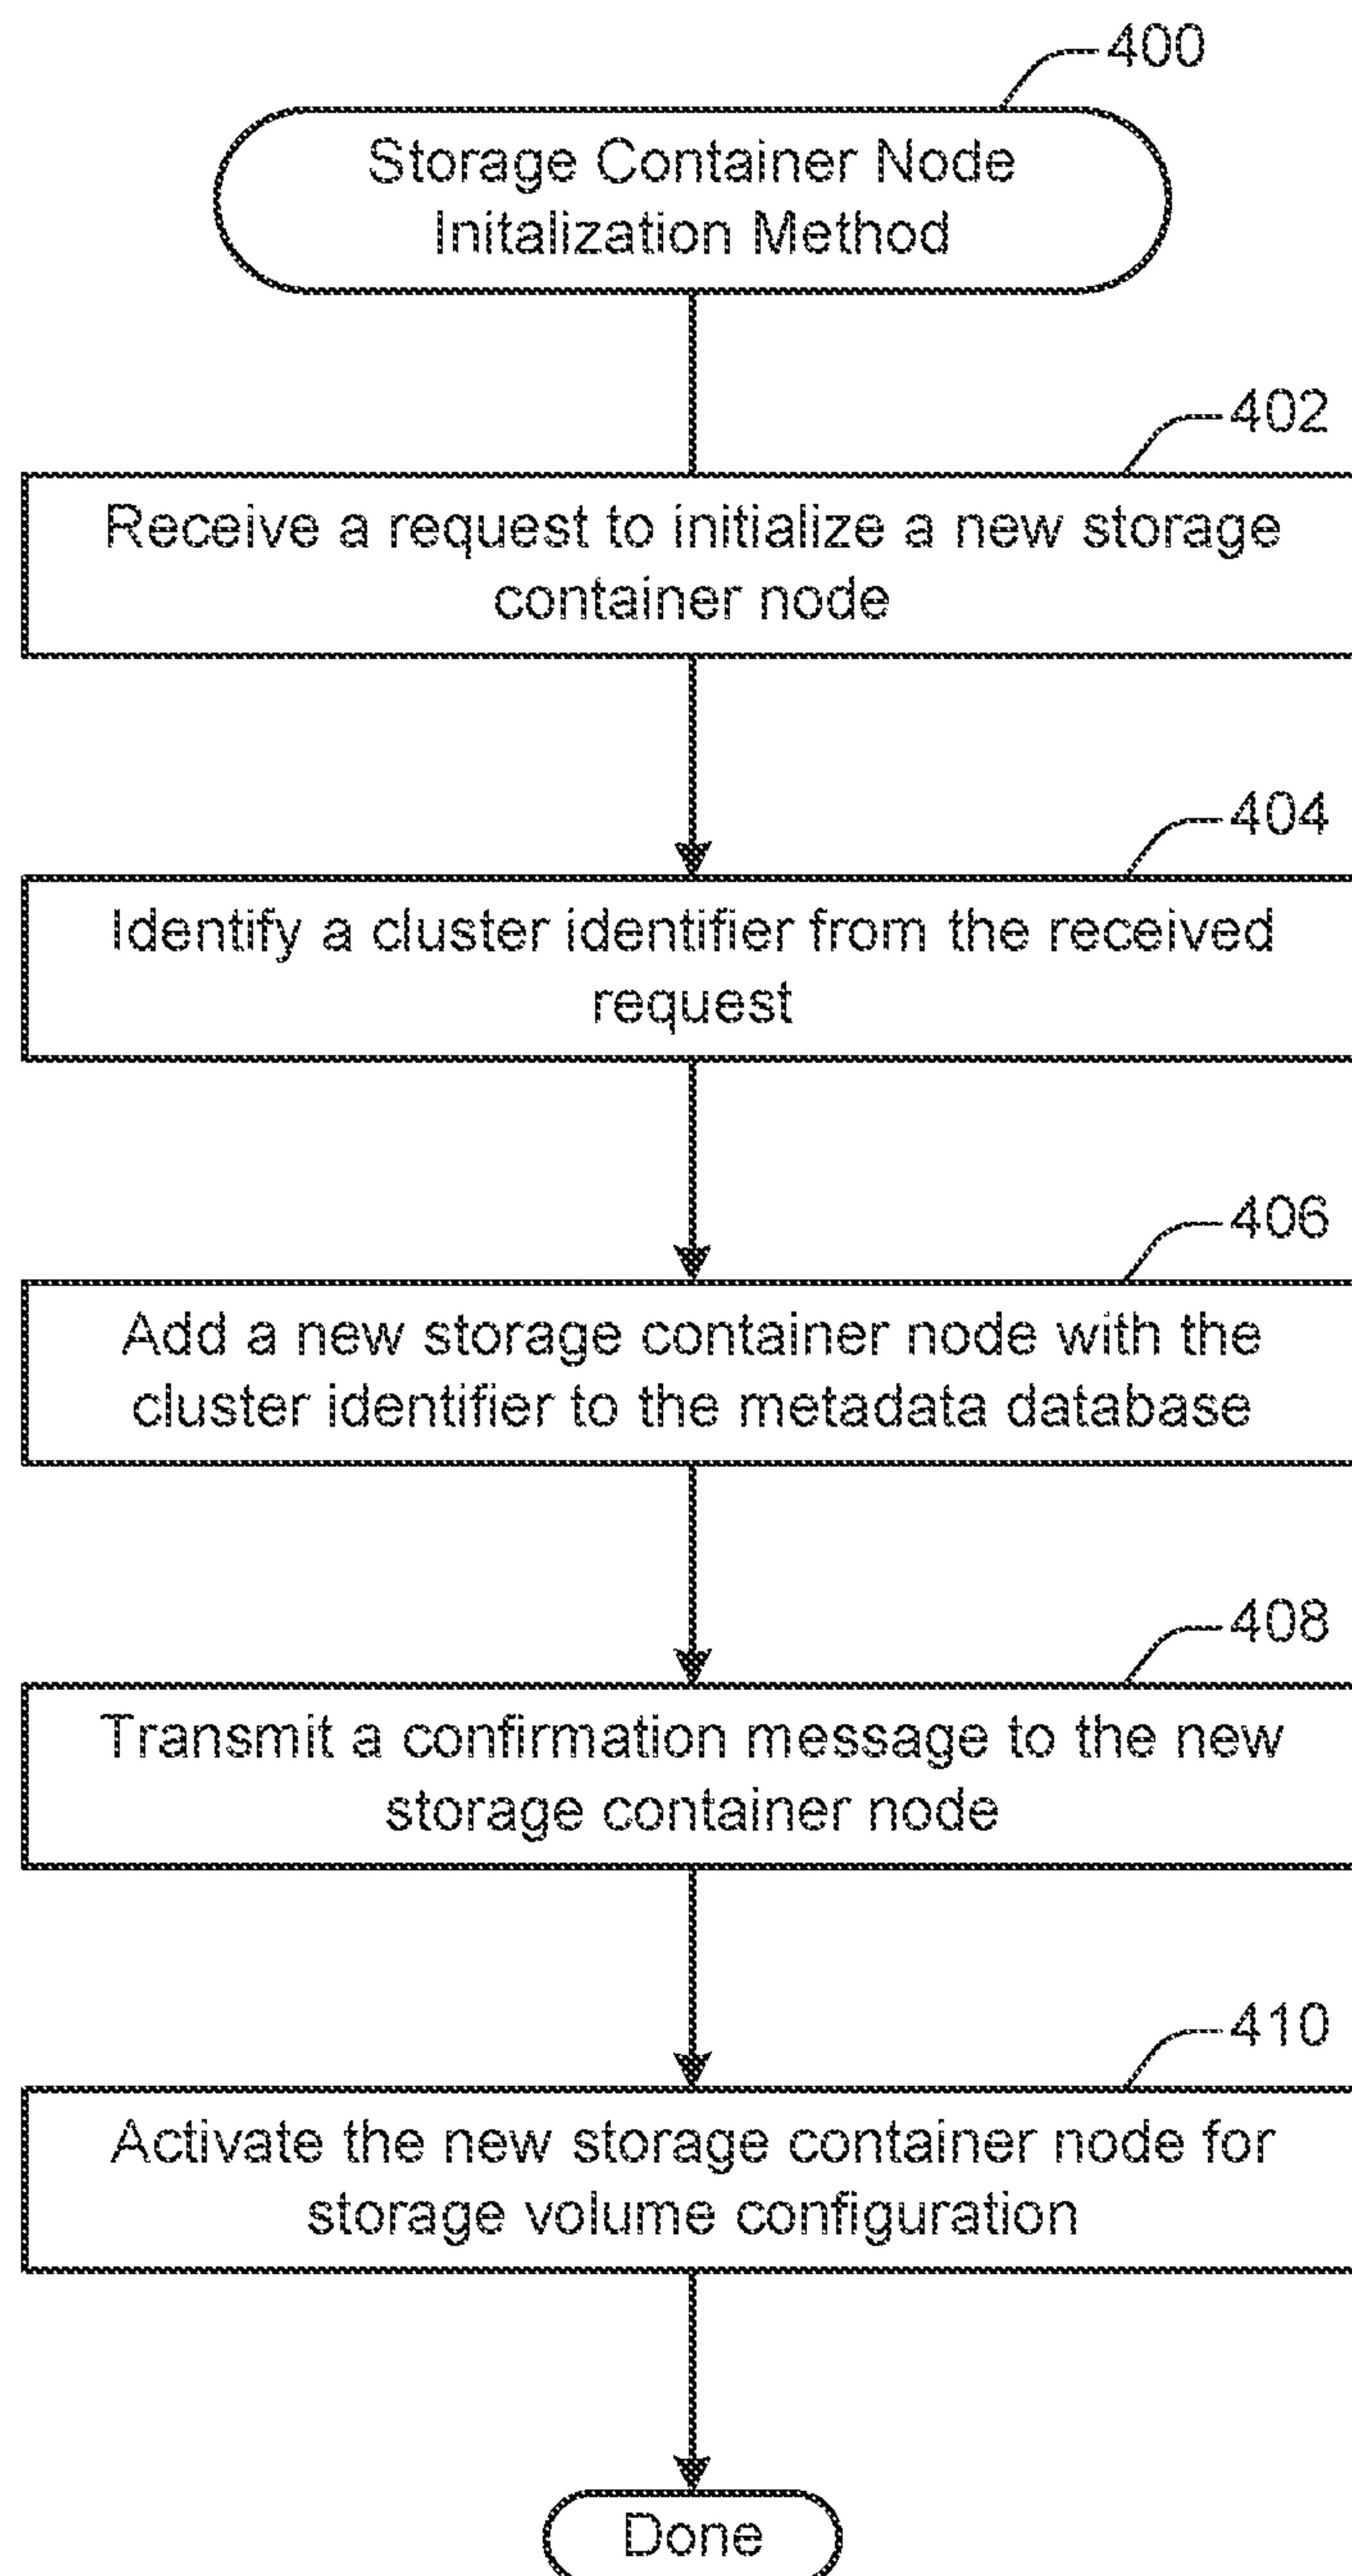 400
Storage Container Node
Initalization Method
402
Receive a request to initialize a new storage
container node
404
Identify a cluster identifier from the received
request
406
Add a new storage container node with the
cluster identifier to the metadata database
408
Transmit a confirmation message to the new
storage container node
410
Activate the new storage container node for
storage volume configuration
Done